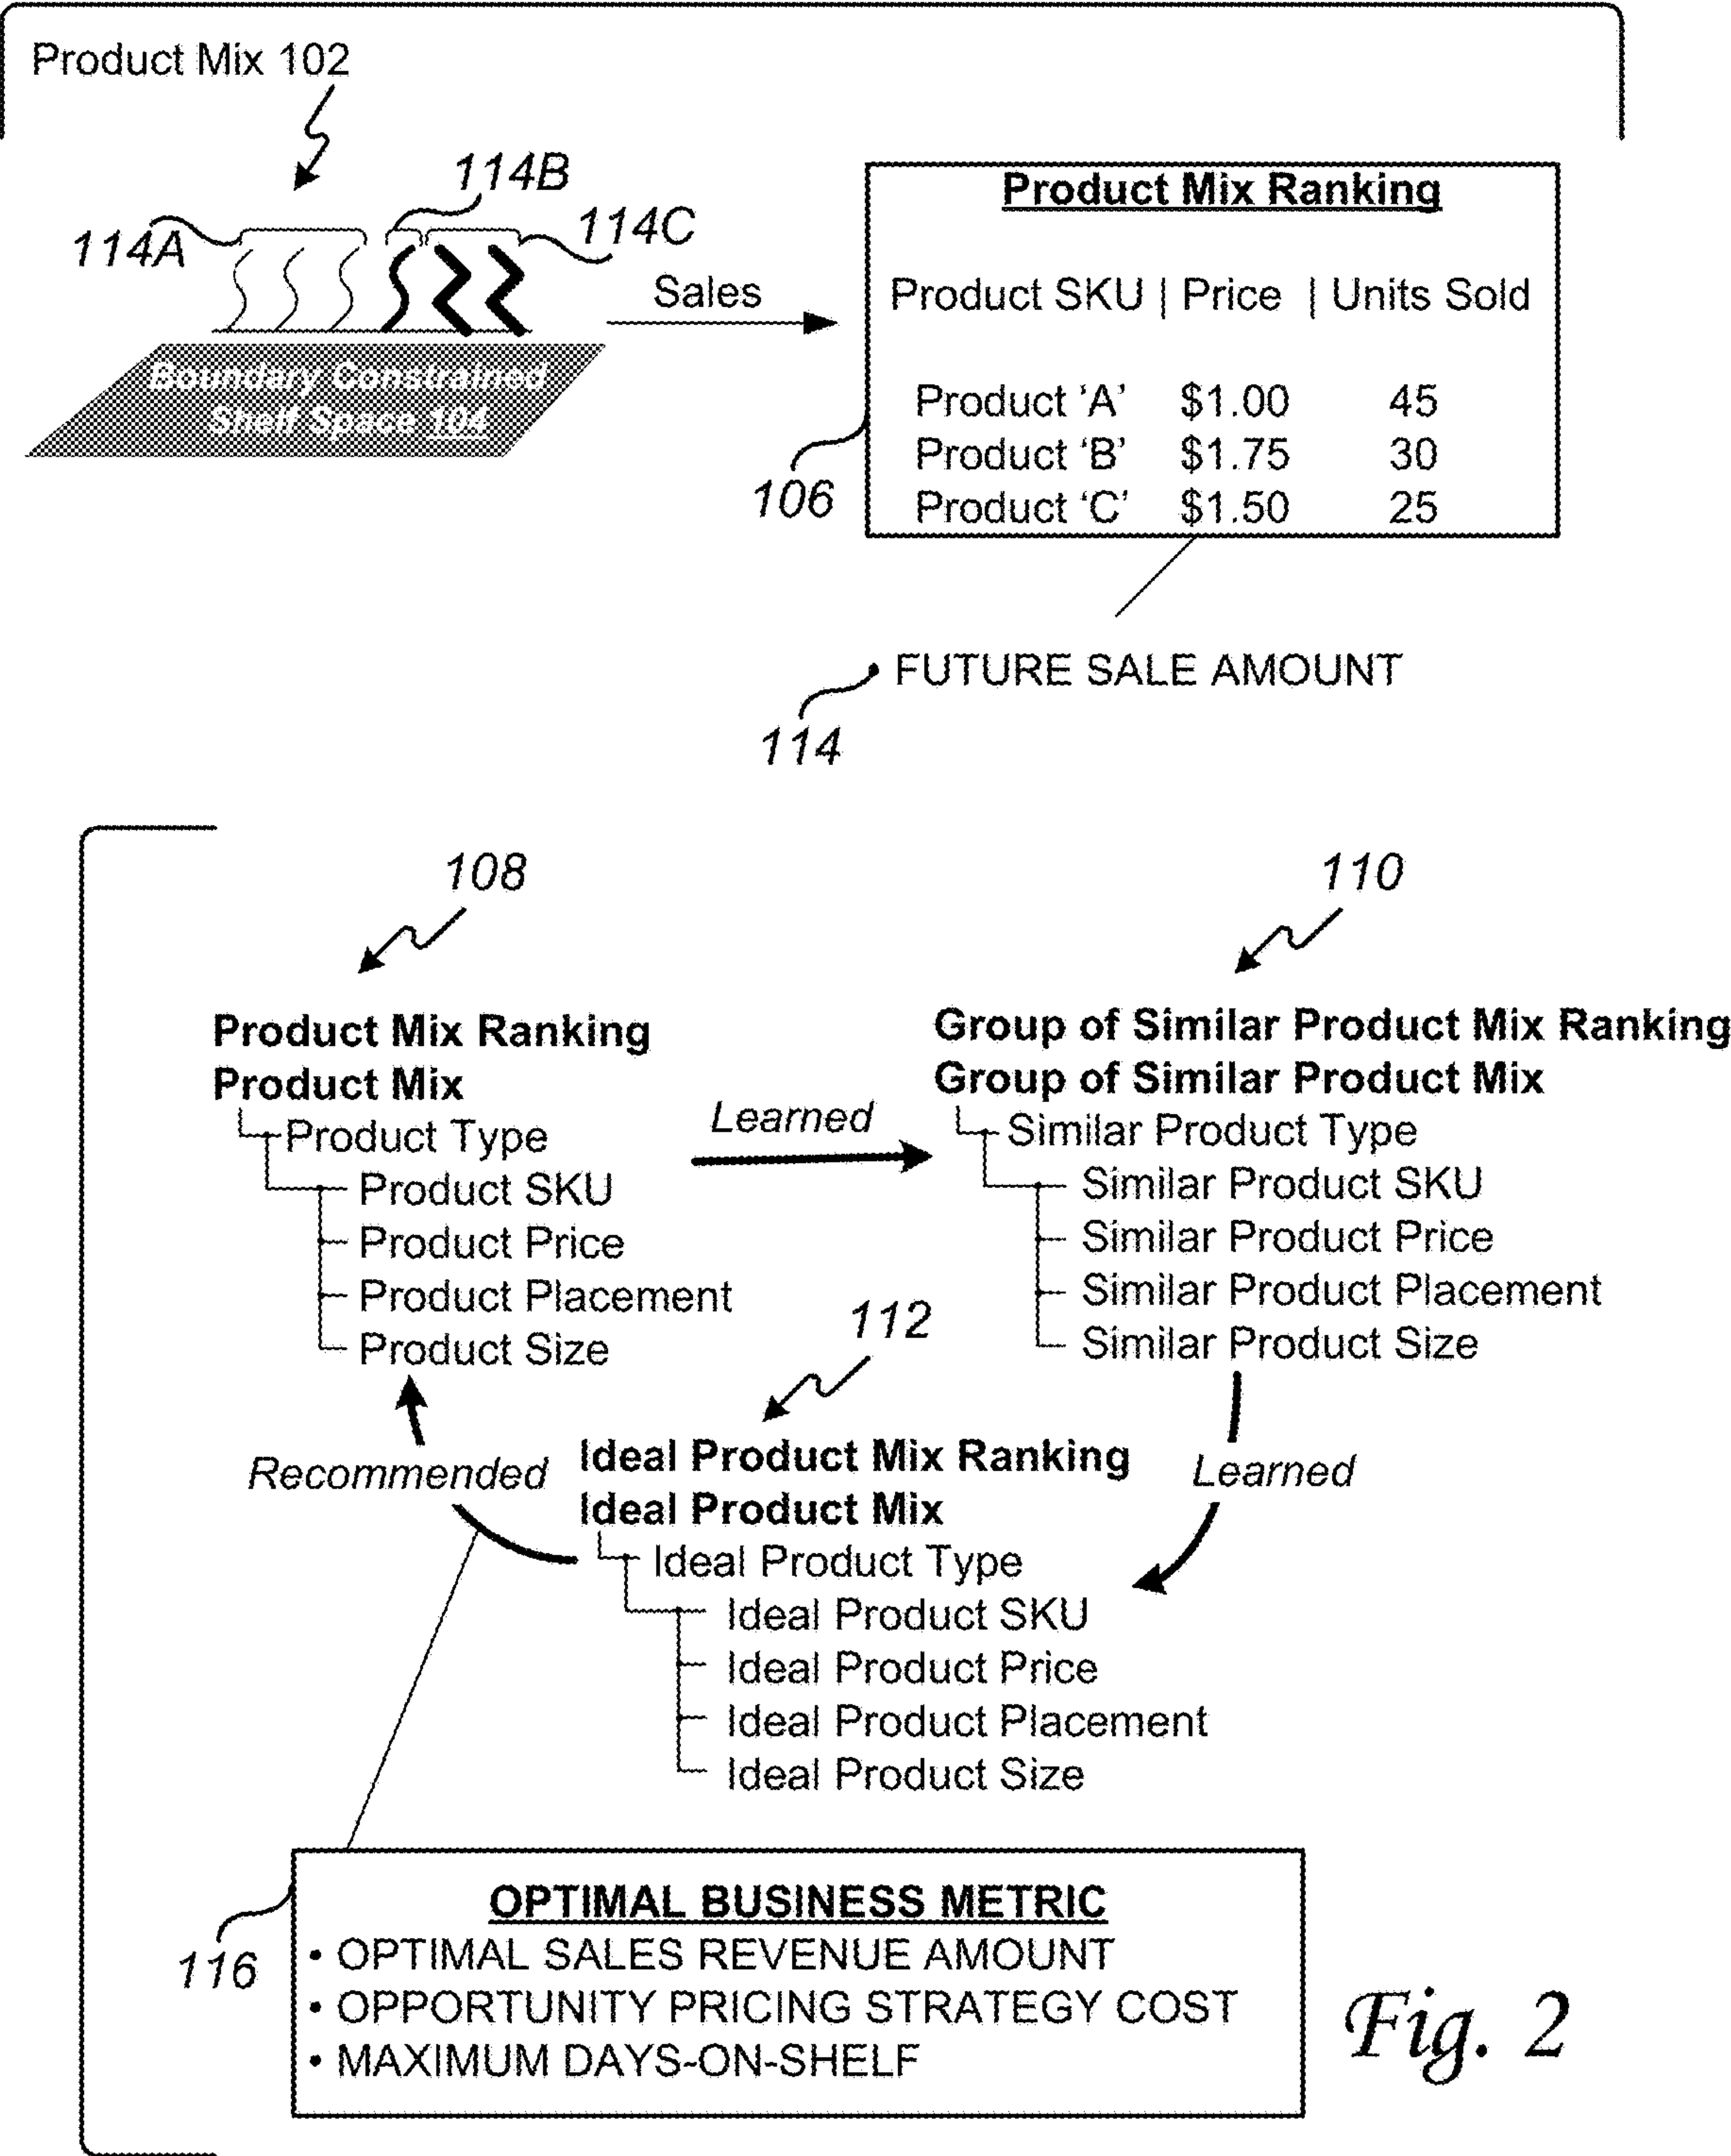 Product Mix 102
114B
114A
114C
Sales
Boundary Constrained
Shelf Space 104
Product Mix Ranking
Product SKU | Price | Units Sold
Product ‘A’ $1.00 45
Product ‘B’ $1.75 30
Product ‘C’ $1.50 25
106
• FUTURE SALE AMOUNT
114
108
110
Product Mix Ranking
Product Mix
Product Type
Product SKU
Product Price
Product Placement
Product Size
Learned
Group of Similar Product Mix Ranking
Group of Similar Product Mix
Similar Product Type
Similar Product SKU
Similar Product Price
Similar Product Placement
Similar Product Size
112
Recommended
Ideal Product Mix Ranking
Ideal Product Mix
Learned
Ideal Product Type
Ideal Product SKU
Ideal Product Price
Ideal Product Placement
Ideal Product Size
OPTIMAL BUSINESS METRIC
• OPTIMAL SALES REVENUE AMOUNT
• OPPORTUNITY PRICING STRATEGY COST
• MAXIMUM DAYS-ON-SHELF
116
Fig. 2